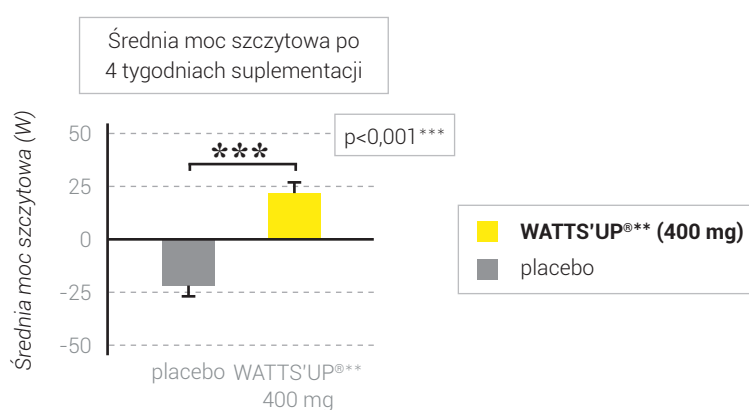 Średnia moc szczytowa po
4 tygodniach suplementacji
Średnia moc szczytowa (W)
50
25
0
-25
-50
p<0,001***
***
placebo
WATTS'UP®**
400 mg
WATTS'UP®** (400 mg)
placebo